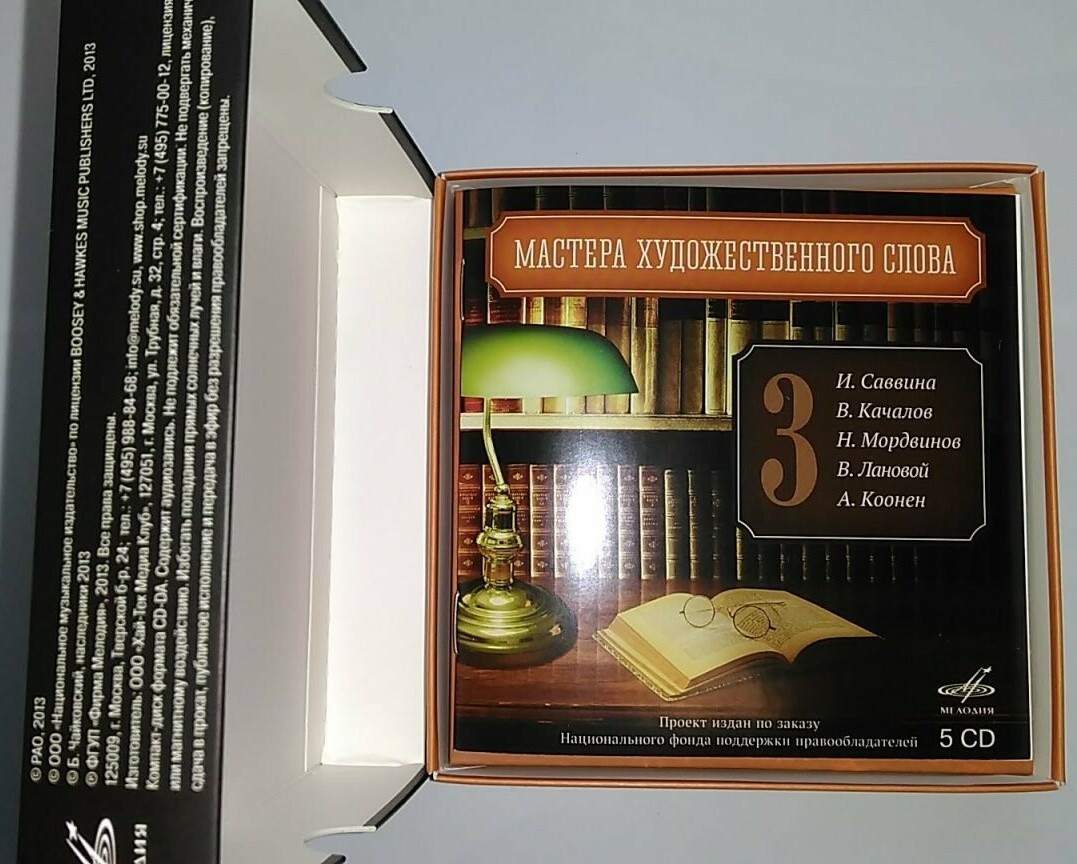 © РАО, 2013
© ООО «Национальное музыкальное издательство» по лицензии BOOSEY & HAWKES MUSIC PUBLISHERS LTD, 2013
© Б. Чайковский, наследники 2013
© ФГУП «Фирма Мелодия», 2013. Все права защищены.
125009, г. Москва, Тверской б-р, 24, тел.: +7 (495) 988-84-68; info@melody.su, www.shop.melody.su
Изготовитель: ООО «Хай-Тек Медиа Клуб», 127051, г. Москва, ул. Трубная, д. 32, стр. 4; тел.: +7 (495) 775-00-12, лицензия
Компакт-диск формата CD-DA. Содержит аудиозапись. Не подлежит обязательной сертификации. Не подвергать механич
или магнитному воздействию. Избегать попадания прямых солнечных лучей и влаги. Воспроизведение (копирование),
сдача в прокат, публичное исполнение и передача в эфир без разрешения правообладателей запрещены.
ДИЯ
МАСТЕРА ХУДОЖЕСТВЕННОГО СЛОВА
3
И. Саввина
В. Качалов
Н. Мордвинов
В. Лановой
А. Коонен
МЕЛОДИЯ
Проект издан по заказу
Национального фонда поддержки правообладателей
5 CD